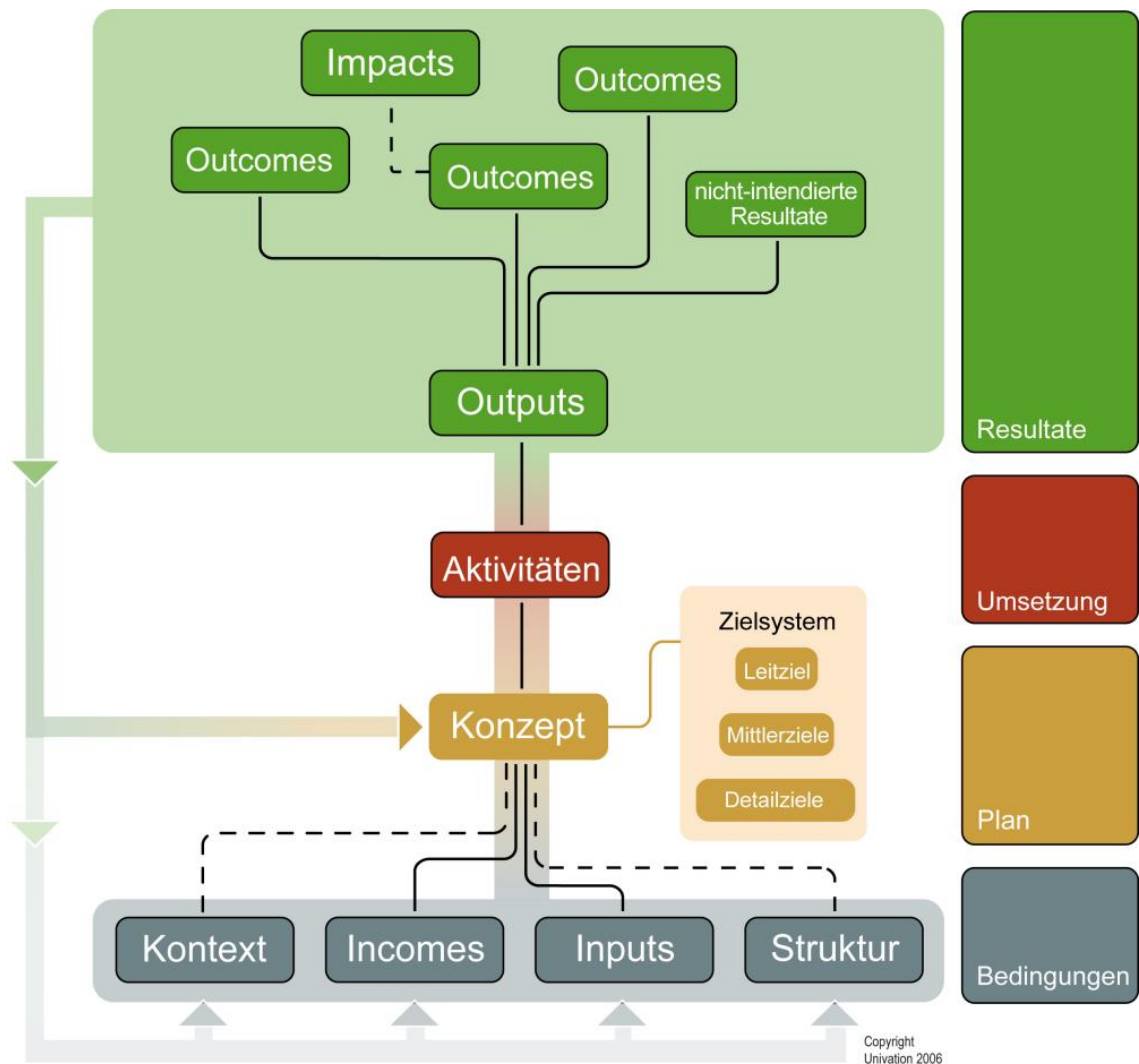 Impacts
Outcomes
Outcomes
Outcomes
nicht-intendierte
Resultate
Outputs
Resultate
Aktivitäten
Umsetzung
Zielsystem
Leitziel
Mittlerziele
Detailziele
Konzept
Plan
Kontext
Incomes
Inputs
Struktur
Bedingungen
Copyright
Univation 2006